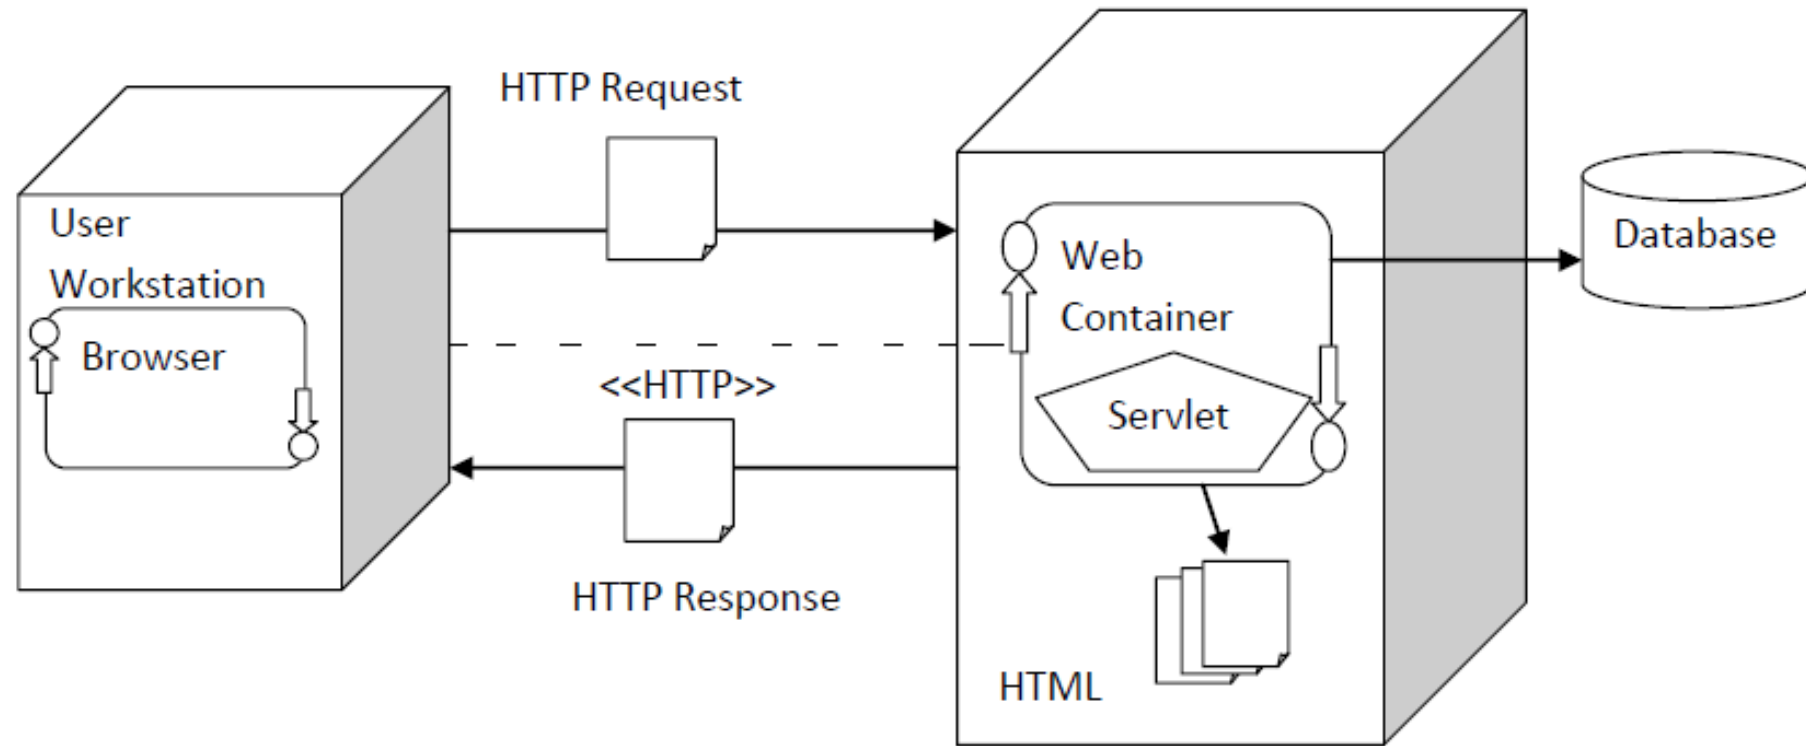 HTTP Request
User
Workstation
Browser
<<HTTP>>
HTTP Response
Web
Container
Servlet
HTML
Database